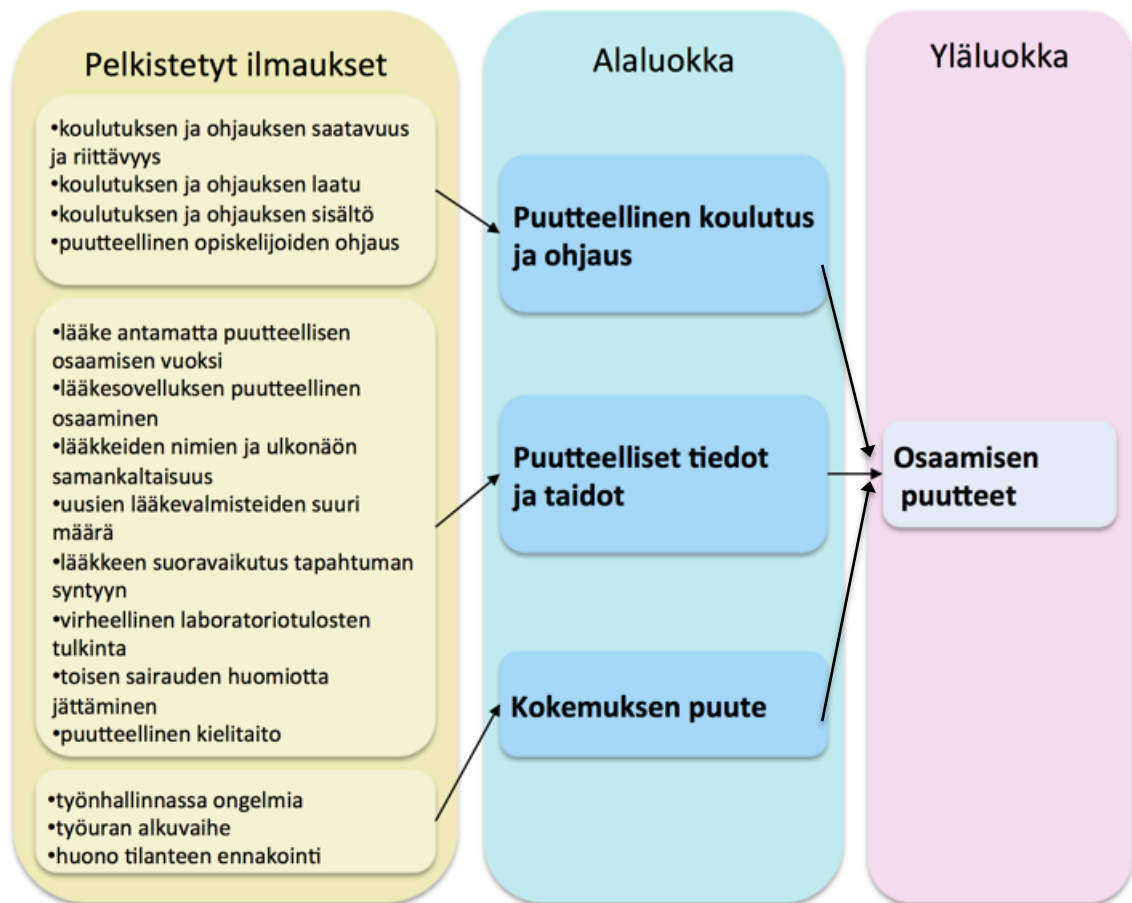 Pelkistetyt ilmaukset
•koulutuksen ja ohjauksen saatavuus
ja riittävyys
•koulutuksen ja ohjauksen laatu
•koulutuksen ja ohjauksen sisältö
•puutteellinen opiskelijoiden ohjaus
•lääke antamatta puutteellisen
osaamisen vuoksi
•lääkesovelluksen puutteellinen
osaaminen
•lääkkeiden nimien ja ulkonäön
samankaltaisuus
•uusien lääkevalmisteiden suuri
määrä
•lääkkeen suoravaikutus tapahtuman
syntyyn
•virheellinen laboratoriotulosten
tulkinta
•toisen sairauden huomiotta
jättäminen
•puutteellinen kielitaito
•työnhallinnassa ongelmia
•työuran alkuvaihe
•huono tilanteen ennakointi
Alaluokka
Puutteellinen koulutus
ja ohjaus
Puutteelliset tiedot
ja taidot
Kokemuksen puute
Yläluokka
Osaamisen
puutteet